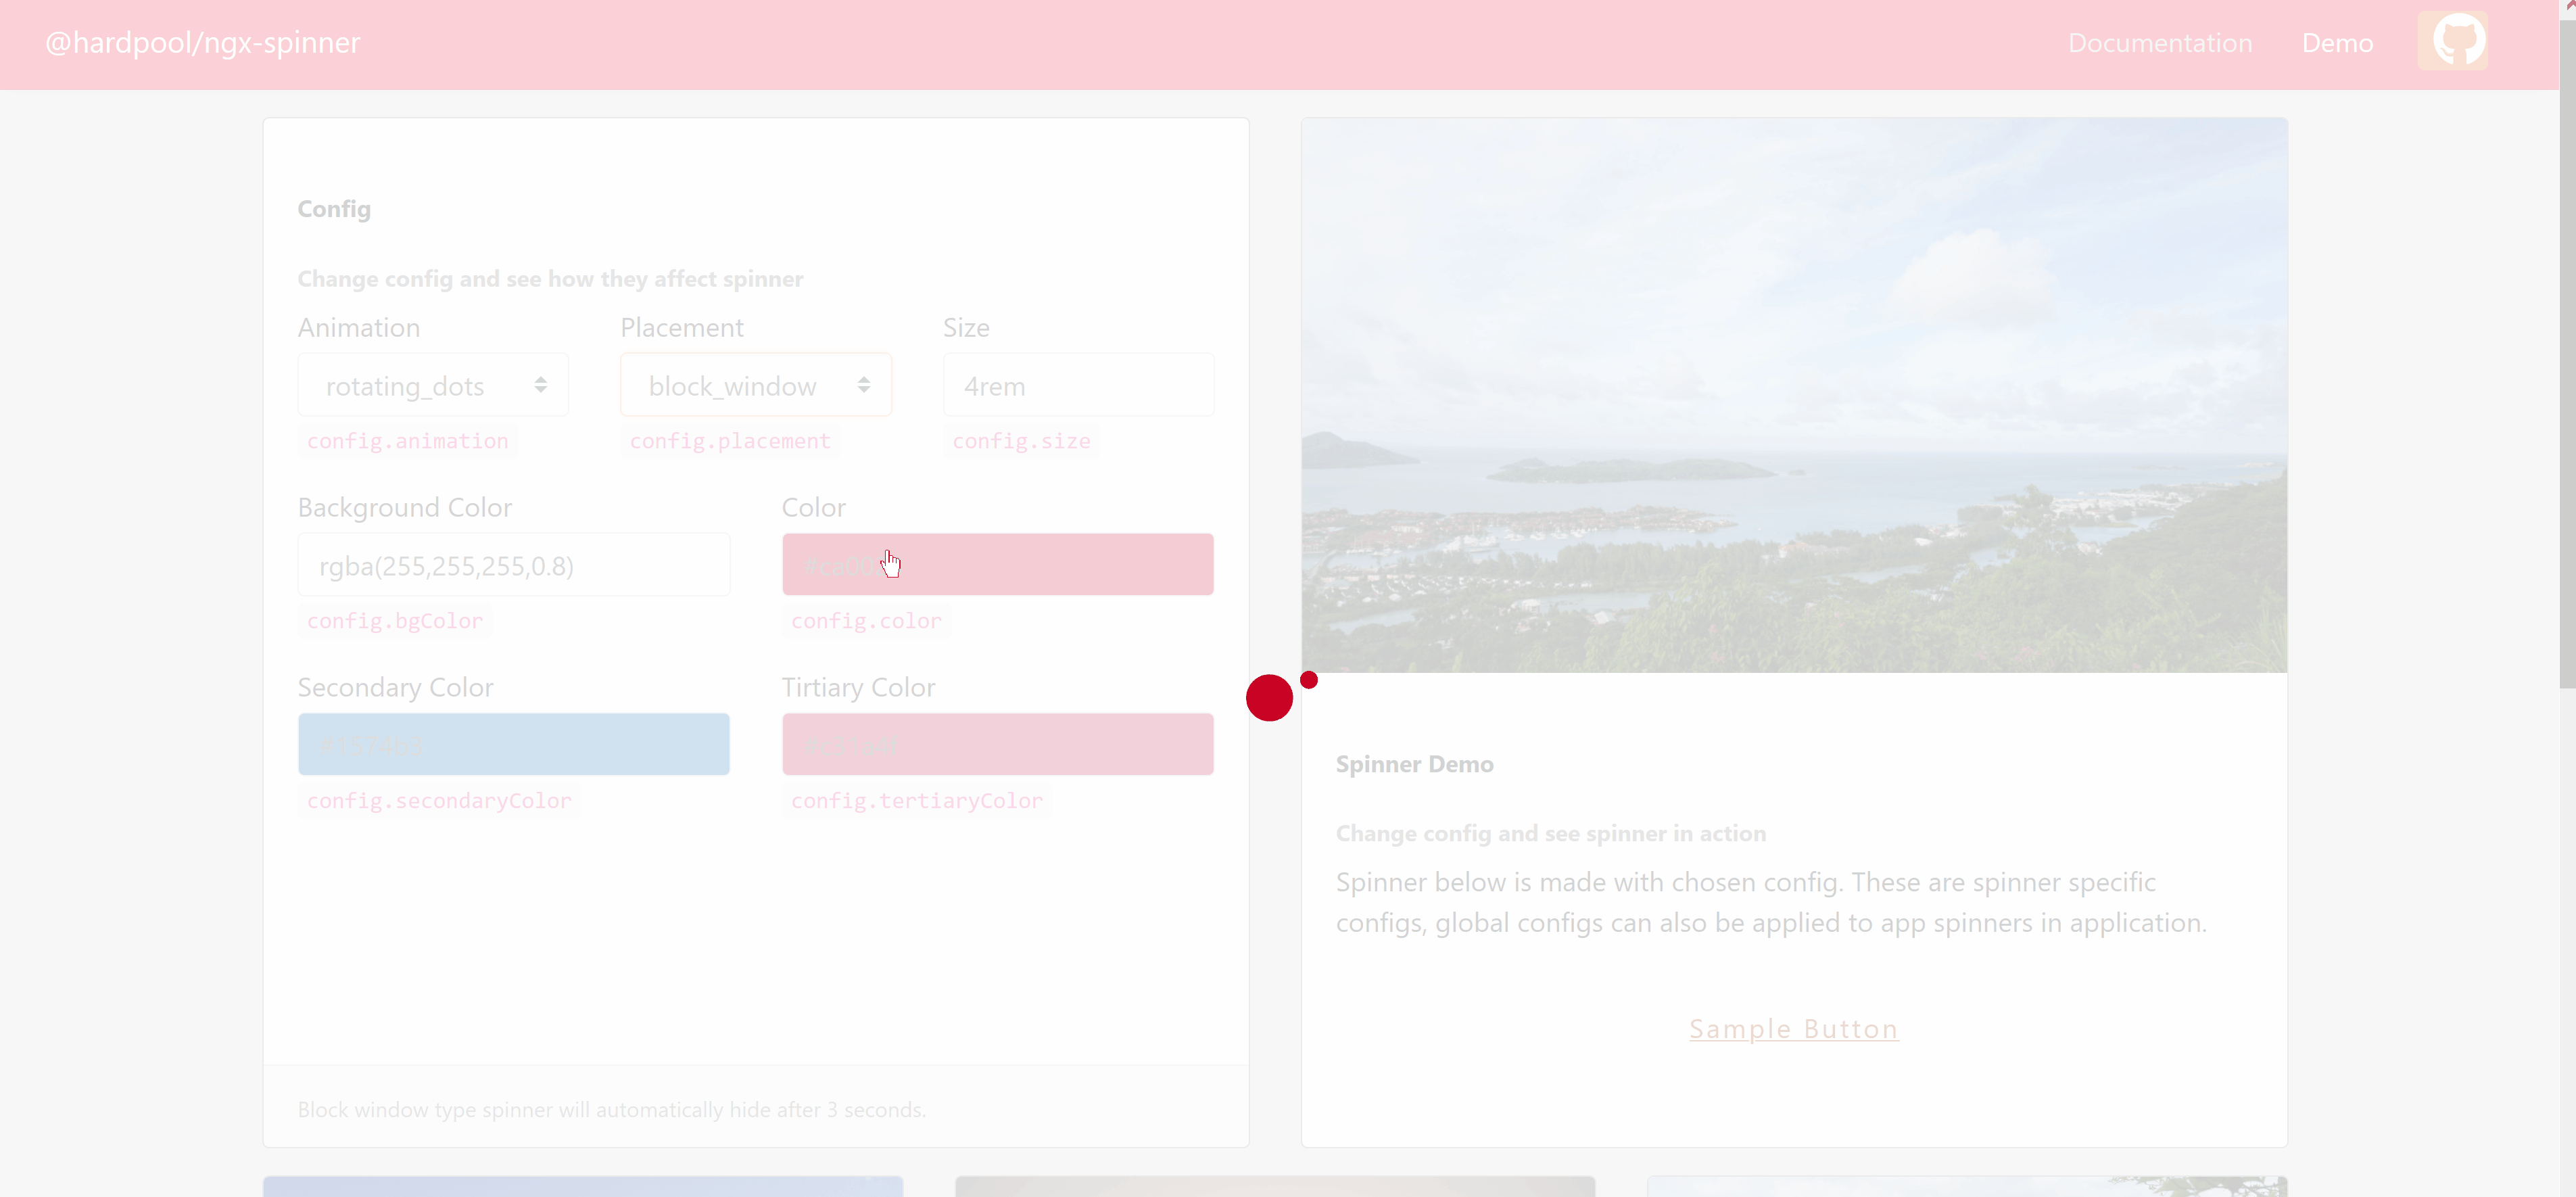 @hardpool/ngx-spinner
Documentation
Demo
Config
Change config and see how they affect spinner
Animation
Placement
Size
rotating_dots
block_window
4rem
config.animation
config.placement
config.size
Background Color
Color
rgba(255,255,255,0.8)
config.bgColor
config.color
Secondary Color
Tirtiary Color
config.secondaryColor
config.tertiaryColor
Block window type spinner will automatically hide after 3 seconds.
Spinner Demo
Change config and see spinner in action
Spinner below is made with chosen config. These are spinner specific
configs, global configs can also be applied to app spinners in application.
Sample Button